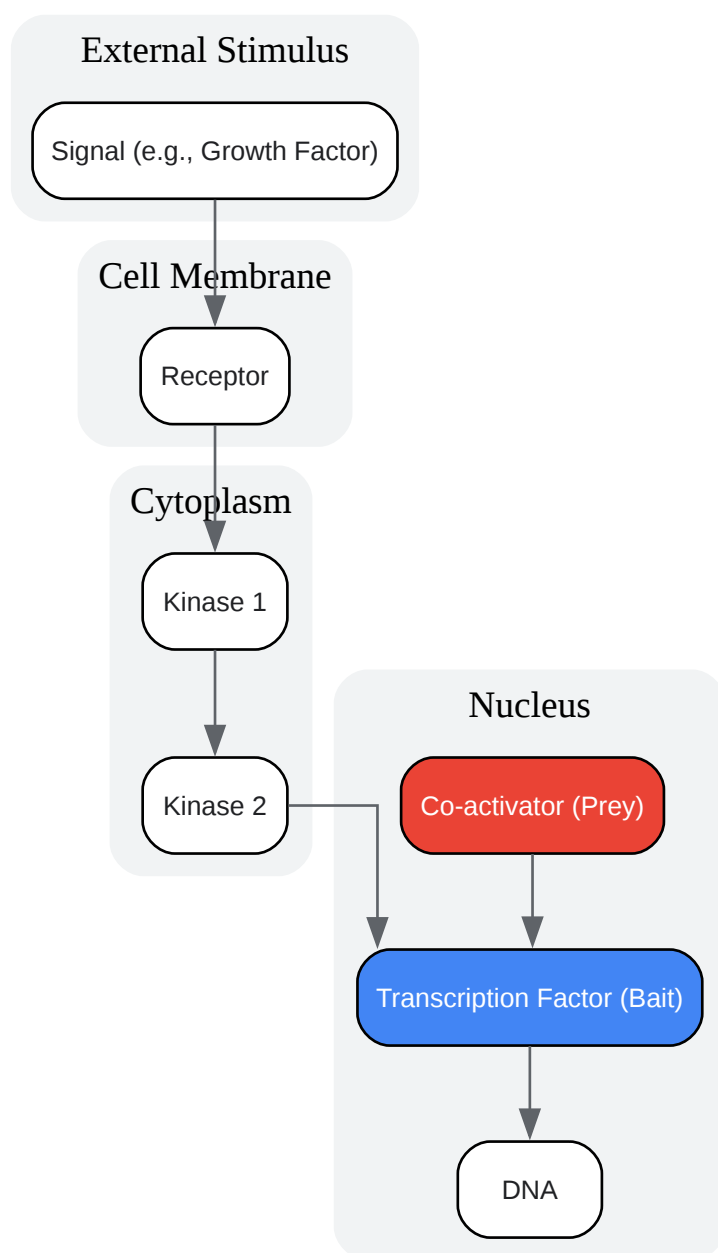 External Stimulus
Signal (e.g., Growth Factor)
Cell Membrane
Receptor
Cytoplasm
Kinase 1
Kinase 2
Nucleus
Co-activator (Prey)
Transcription Factor (Bait)
DNA